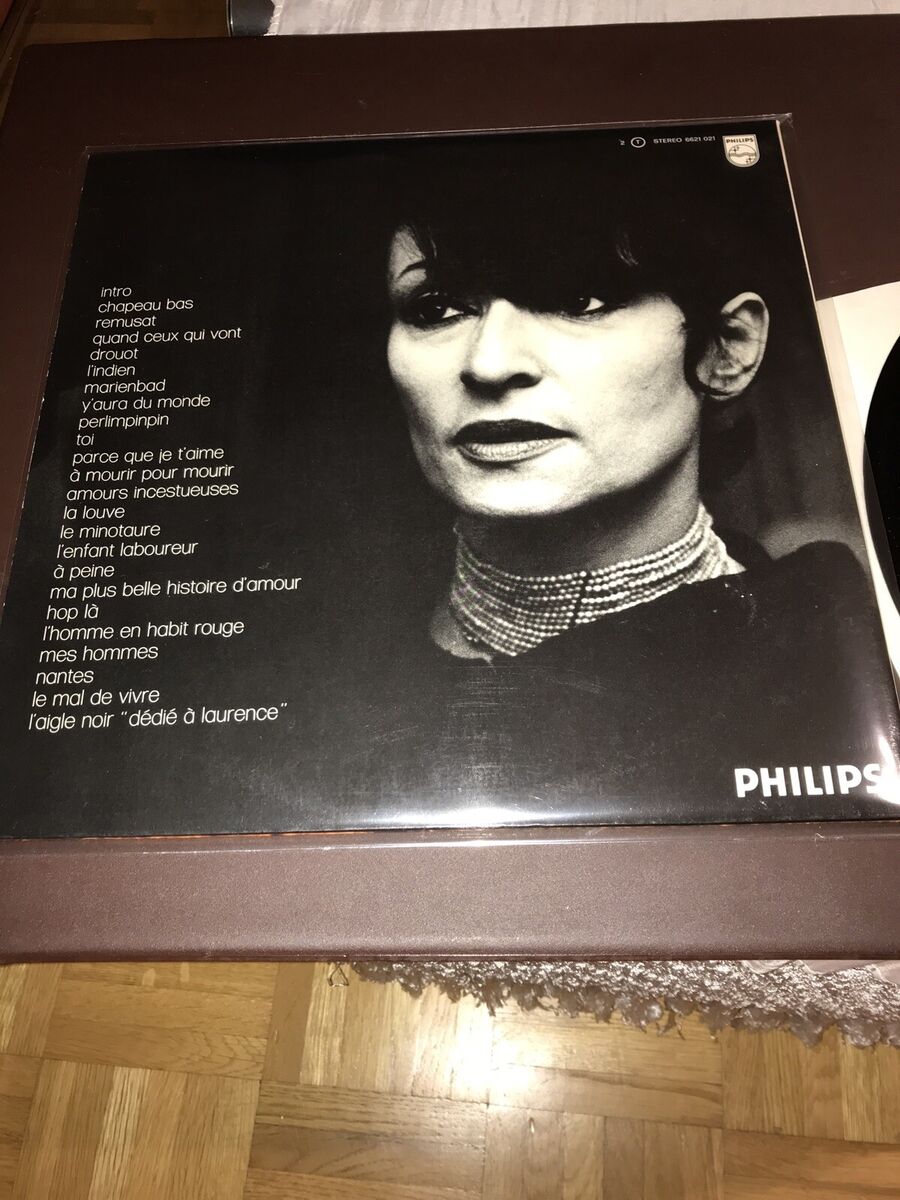 N T STEREO 6621 021
PHILIPS
intro
chapeau bas
remusat
quand ceux qui vont
drouot
l'indien
marienbad
y'aura du monde
perlimpinpin
toi
parce que je t'aime
à mourir pour mourir
amours incestueuses
la louve
le minotaure
l'enfant laboureur
à peine
ma plus belle histoire d'amour
hop là
l'homme en habit rouge
mes hommes
nantes
le mal de vivre
l'aigle noir "dédié à laurence"
PHILIPS